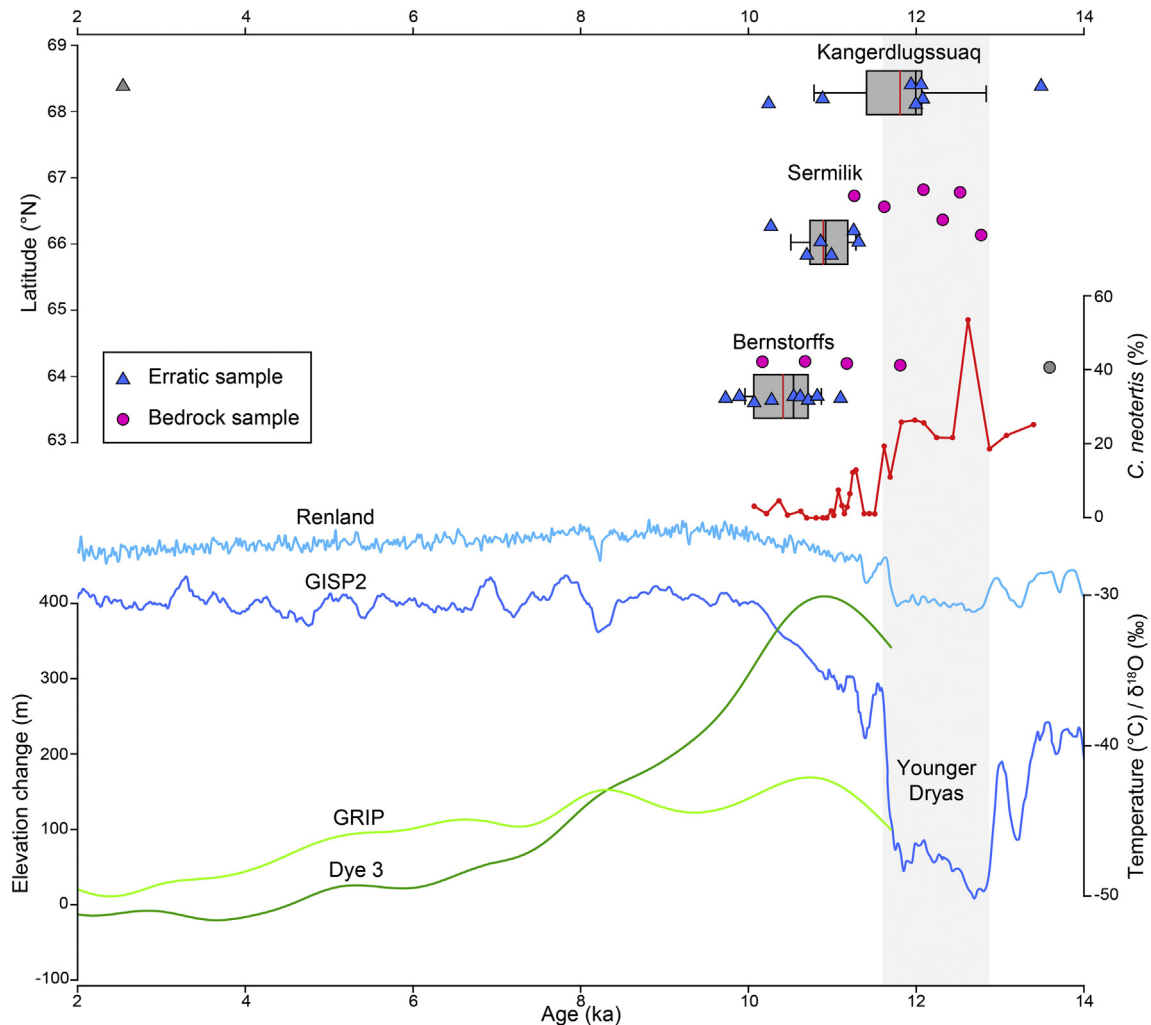 2 4 6 8 10 12 14
69
Kangerdlugssuaq
68
67
Sermilik
66
Latitude (°N)
65
60
Bernstorffs
64
40
C. neotertis (%)
Erratic sample
Bedrock sample
63
20
0
Renland
GISP2
400
-30
300
Elevation change (m)
200
-40
Temperature (°C) / δ¹⁸O (‰)
Younger
Dryas
GRIP
100
Dye 3
0
-50
-100
2 4 6 8 10 12 14
Age (ka)